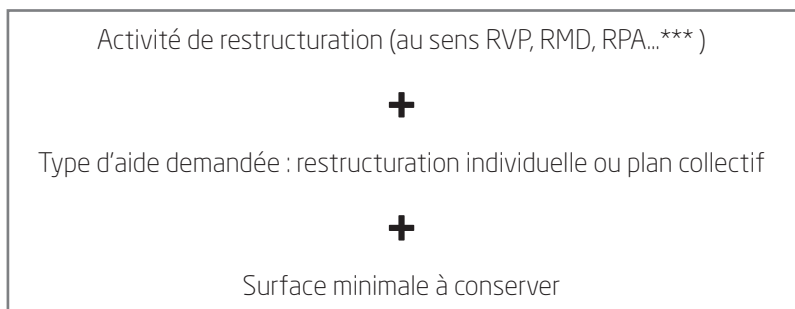 Activité de restructuration (au sens RVP, RMD, RPA...*** )
+
Type d'aide demandée : restructuration individuelle ou plan collectif
+
Surface minimale à conserver